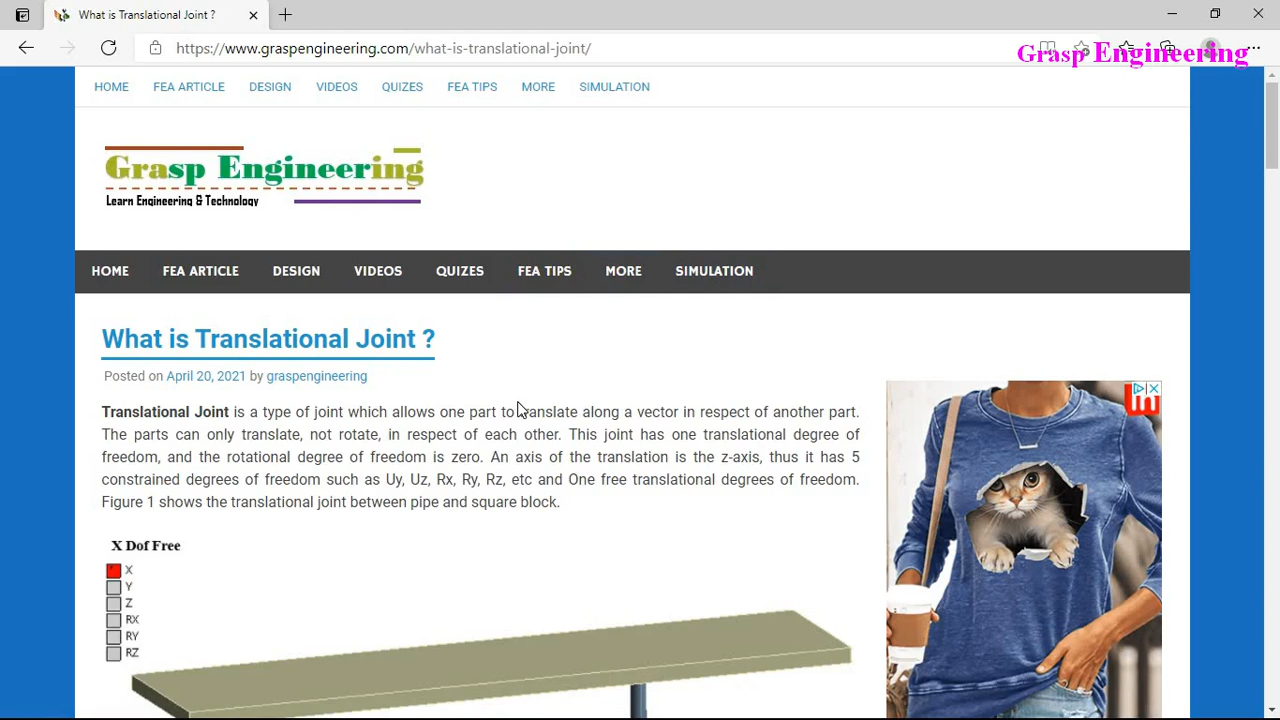 What is Translational Joint ?
https://www.graspengineering.com/what-is-translational-joint/
Grasp Engineering
HOME FEA ARTICLE DESIGN VIDEOS QUIZES FEA TIPS MORE SIMULATION
Grasp Engineering
Learn Engineering & Technology
HOME FEA ARTICLE DESIGN VIDEOS QUIZES FEA TIPS MORE SIMULATION
What is Translational Joint ?
Posted on April 20, 2021 by graspengineering
Translational Joint is a type of joint which allows one part to translate along a vector in respect of another part.
The parts can only translate, not rotate, in respect of each other. This joint has one translational degree of
freedom, and the rotational degree of freedom is zero. An axis of the translation is the z-axis, thus it has 5
constrained degrees of freedom such as Uy, Uz, Rx, Ry, Rz, etc and One free translational degrees of freedom.
Figure 1 shows the translational joint between pipe and square block.
X Dof Free
X
Y
Z
RX
RY
RZ